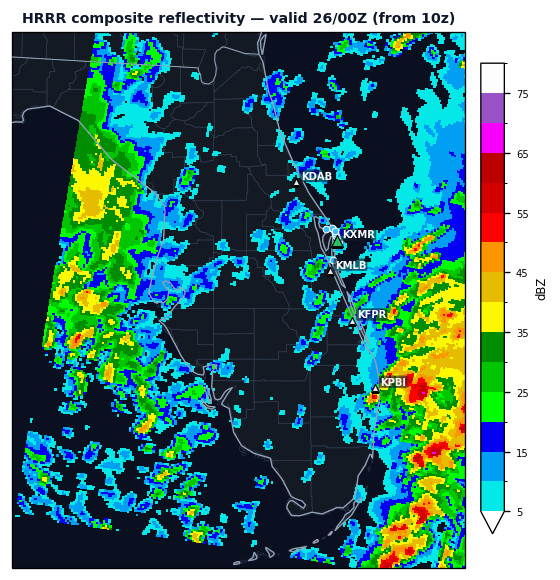 HRRR composite reflectivity — valid 26/00Z (from 10z)
KDAB
KXMR
KMLB
KFPR
KPBI
75
65
55
45
35
25
15
5
dBZ